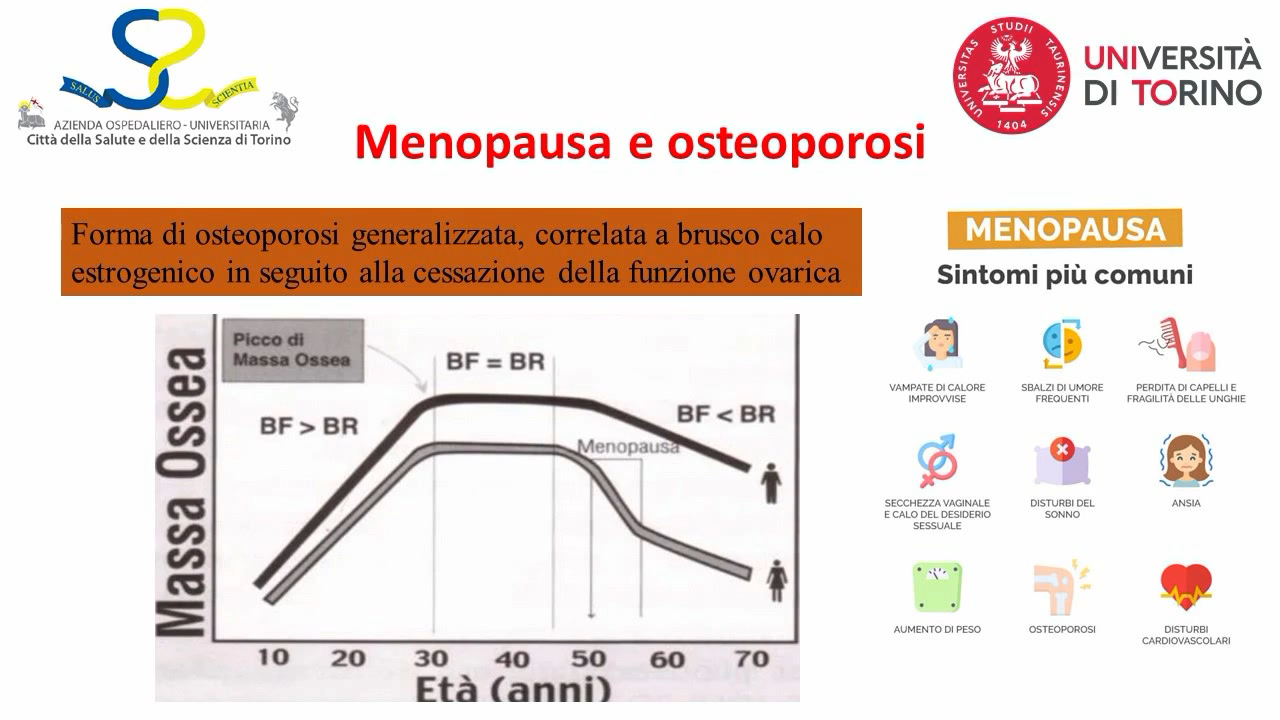 SALUS
SCIENTIA
AZIENDA OSPEDALIERO - UNIVERSITARIA
Città della Salute e della Scienza di Torino
UNIVERSITAS STUDII TAURINENSIS
1404
UNIVERSITÀ
DI TORINO
Menopausa e osteoporosi
Forma di osteoporosi generalizzata, correlata a brusco calo
estrogenico in seguito alla cessazione della funzione ovarica
Massa Ossea
Picco di
Massa Ossea
BF = BR
BF > BR
BF < BR
Menopausa
10 20 30 40 50 60 70
Età (anni)
MENOPAUSA
Sintomi più comuni
VAMPATE DI CALORE
IMPROVVISE
SBALZI DI UMORE
FREQUENTI
PERDITA DI CAPELLI E
FRAGILITÀ DELLE UNGHIE
SECCHEZZA VAGINALE
E CALO DEL DESIDERIO
SESSUALE
DISTURBI DEL
SONNO
ANSIA
AUMENTO DI PESO
OSTEOPOROSI
DISTURBI
CARDIOVASCOLARI